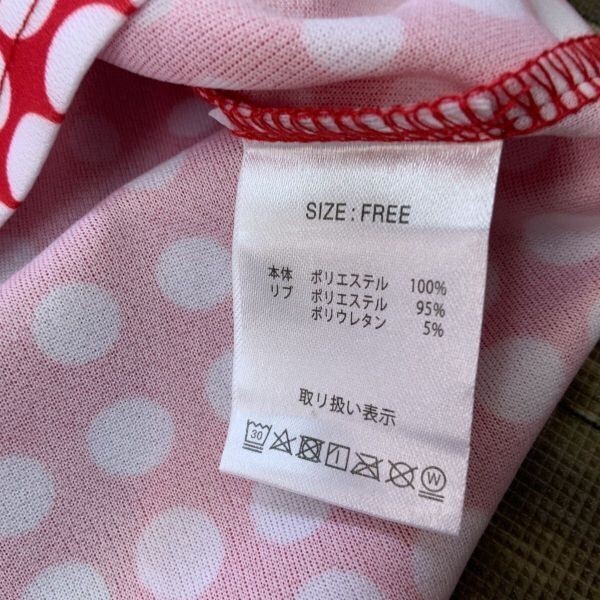 SIZE : FREE
本体 ポリエステル 100%
リブ ポリエステル 95%
ポリウレタン 5%
取り扱い表示
30 W